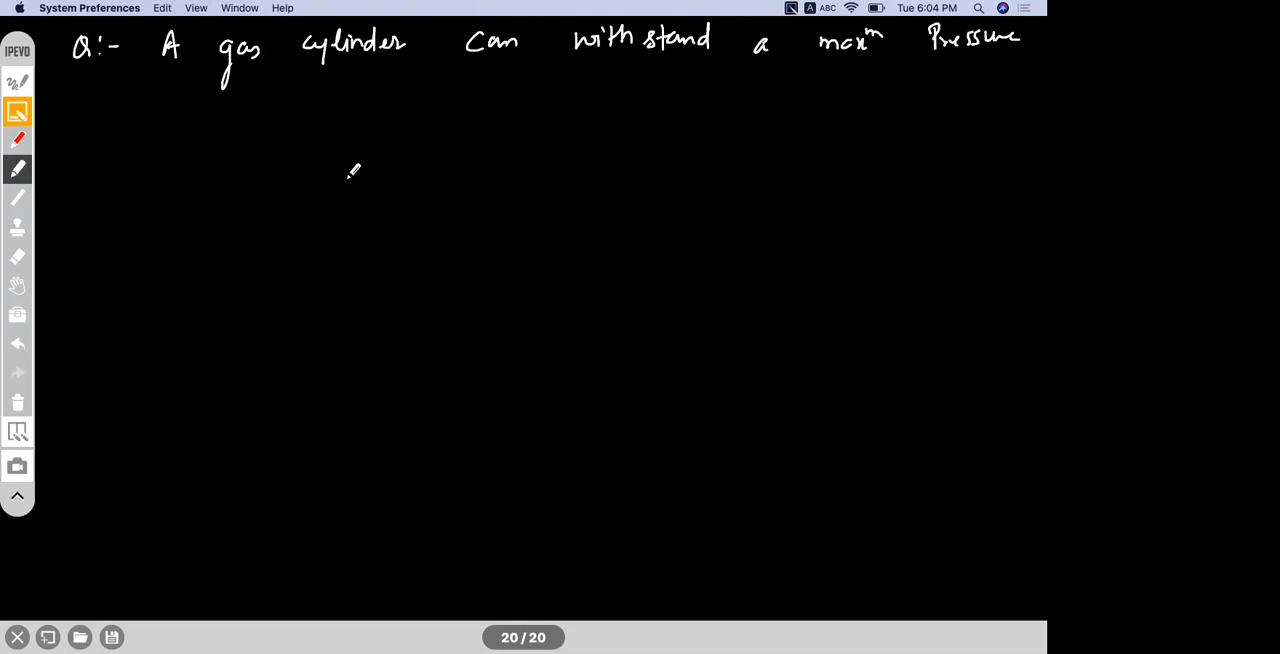 System Preferences Edit View Window Help A ABC Tue 6:04 PM
IPEVO
Q:- A gas cylinder can withstand a maxᵐ Pressure
20 / 20